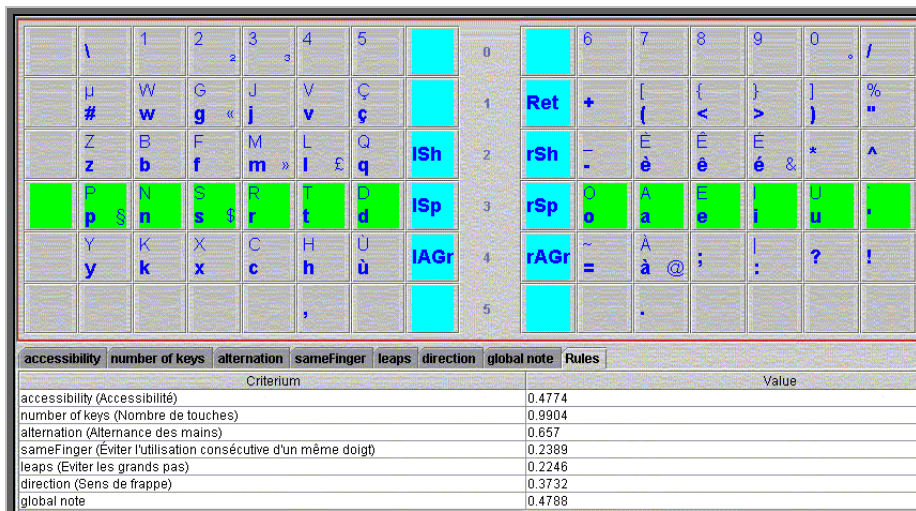 \ 1 2 ₂ 3 ₃ 4 5 0 6 7 8 9 0 ° /
µ W G J V Ç [ { } ] %
# w g « j v ç 1 Ret + ( < > ) "
Z B F M L Q _ È Ê É * ^
z b f m » l £ q lSh 2 rSh - è ê é &
P N S R T D O A E I U `
p § n s $ r t d lSp 3 rSp o a e i u '
Y K X C H Ù ~ À ; | ? !
y k x c h ù lAGr 4 rAGr = à @ :
, 5 .
accessibility number of keys alternation sameFinger leaps direction global note Rules
Criterium Value
accessibility (Accessibilité) 0.4774
number of keys (Nombre de touches) 0.9904
alternation (Alternance des mains) 0.657
sameFinger (Éviter l'utilisation consécutive d'un même doigt) 0.2389
leaps (Eviter les grands pas) 0.2246
direction (Sens de frappe) 0.3732
global note 0.4788